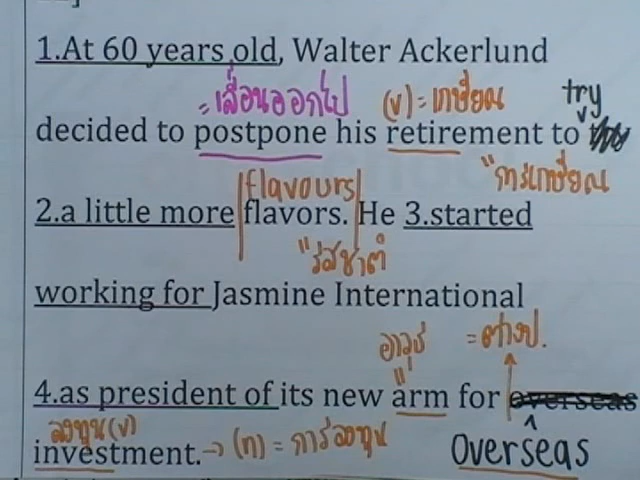 1.At 60 years old, Walter Ackerlund
= เลื่อนออกไป (v) = เกษียณ try
decided to postpone his retirement to
"การเกษียณ
flavours
2.a little more flavors. He 3.started
"รสชาติ
working for Jasmine International
อาวุธ = ต่างป.
4.as president of its new arm for overseas
ลงทุน(v)
investment. → (n) = การลงทุน Overseas